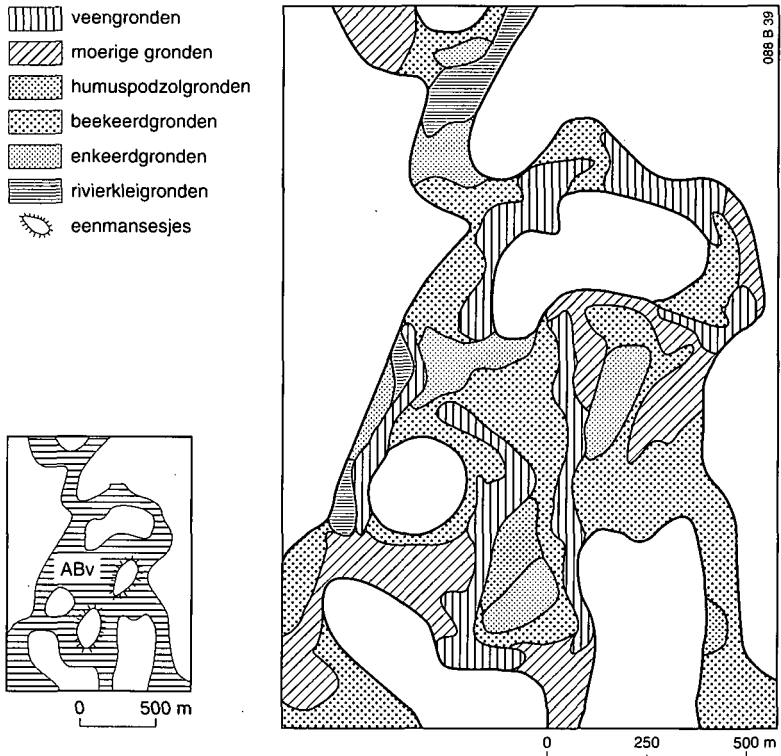 veengronden
moerige gronden
humuspodzolgronden
beekeerdgronden
enkeerdgronden
rivierkleigronden
eenmansesjes
088 B 39
ABv
0 500 m
0 250 500 m